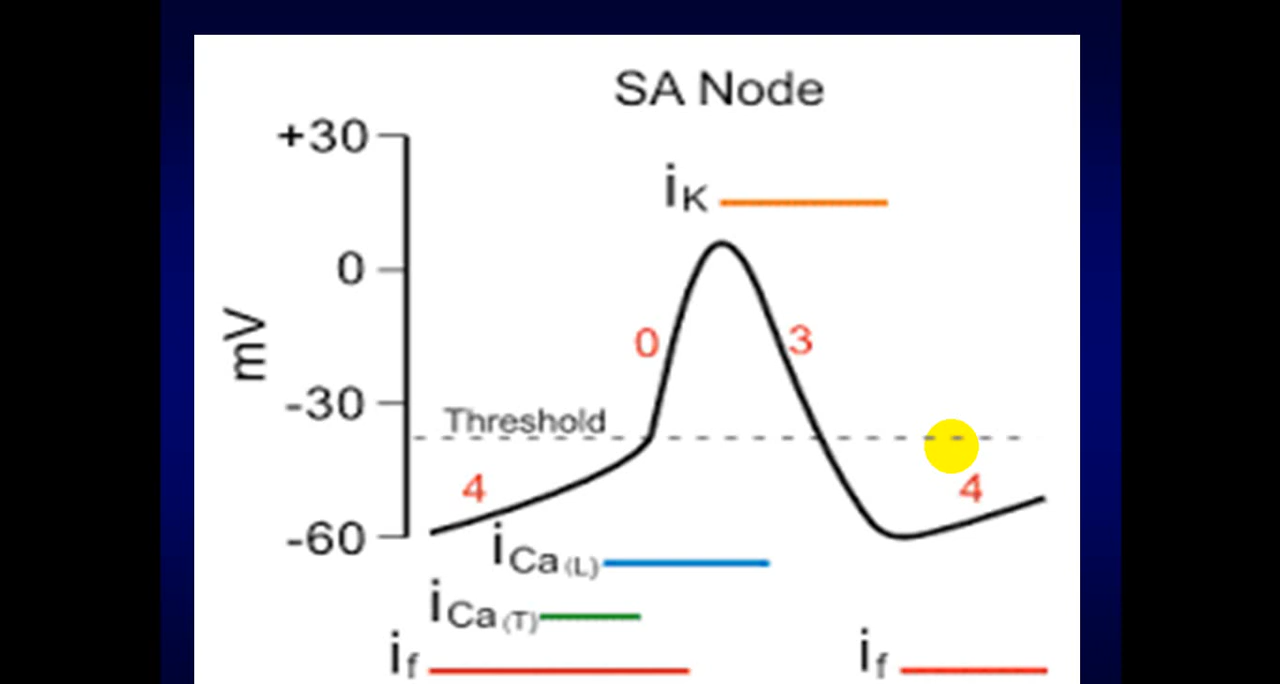 SA Node
+30
iK
0
mV
0
3
-30
Threshold
4
4
-60
iCa(L)
iCa(T)
if
if